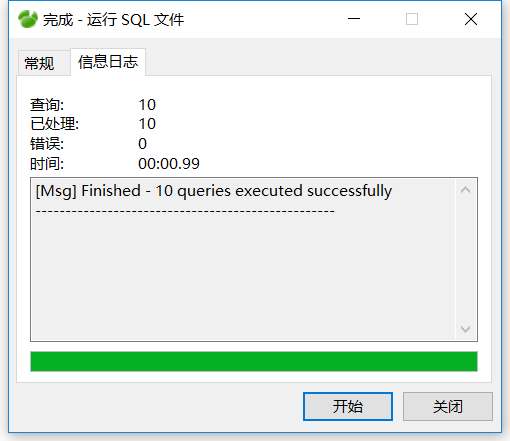 完成 - 运行 SQL 文件
常规 信息日志
查询: 10
已处理: 10
错误: 0
时间: 00:00.99
[Msg] Finished - 10 queries executed successfully
--------------------------------------------------
开始 关闭